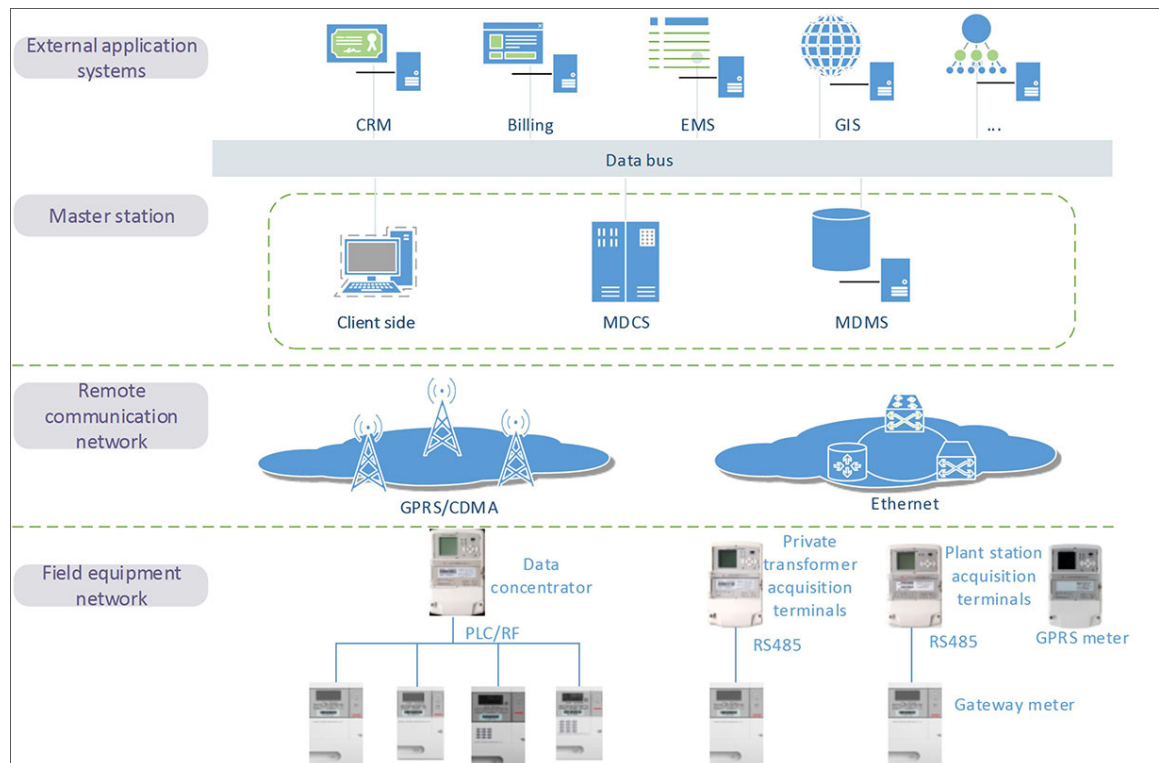 External application
systems
CRM
Billing
EMS
GIS
...
Data bus
Master station
Client side
MDCS
MDMS
Remote
communication
network
GPRS/CDMA
Ethernet
Field equipment
network
Data
concentrator
PLC/RF
Private
transformer
acquisition
terminals
RS485
Plant station
acquisition
terminals
RS485
GPRS meter
Gateway meter